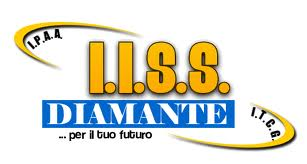 I.P.A.A.
I.I.S.S.
DIAMANTE
... per il tuo futuro
I.T.C.G.